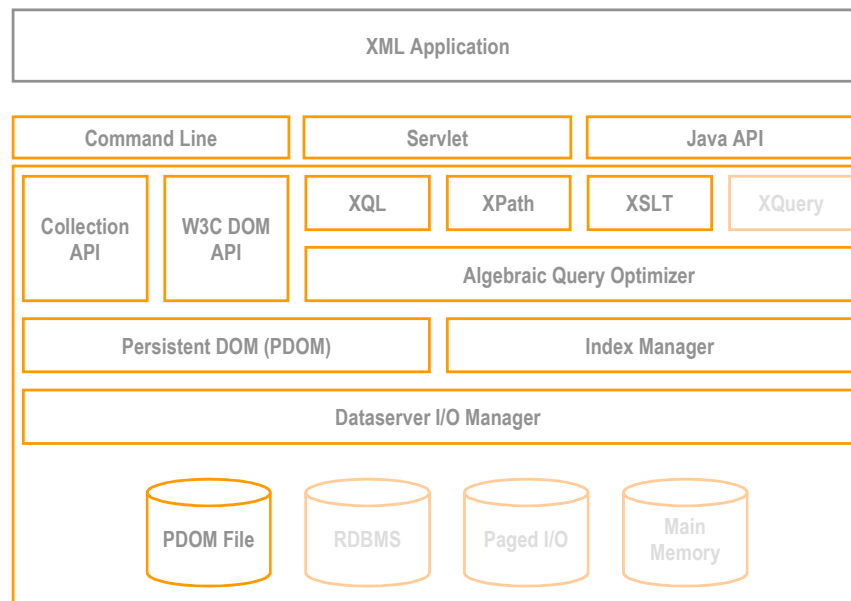 XML Application
Command Line
Servlet
Java API
Collection
API
W3C DOM
API
XQL
XPath
XSLT
XQuery
Algebraic Query Optimizer
Persistent DOM (PDOM)
Index Manager
Dataserver I/O Manager
PDOM File
RDBMS
Paged I/O
Main
Memory